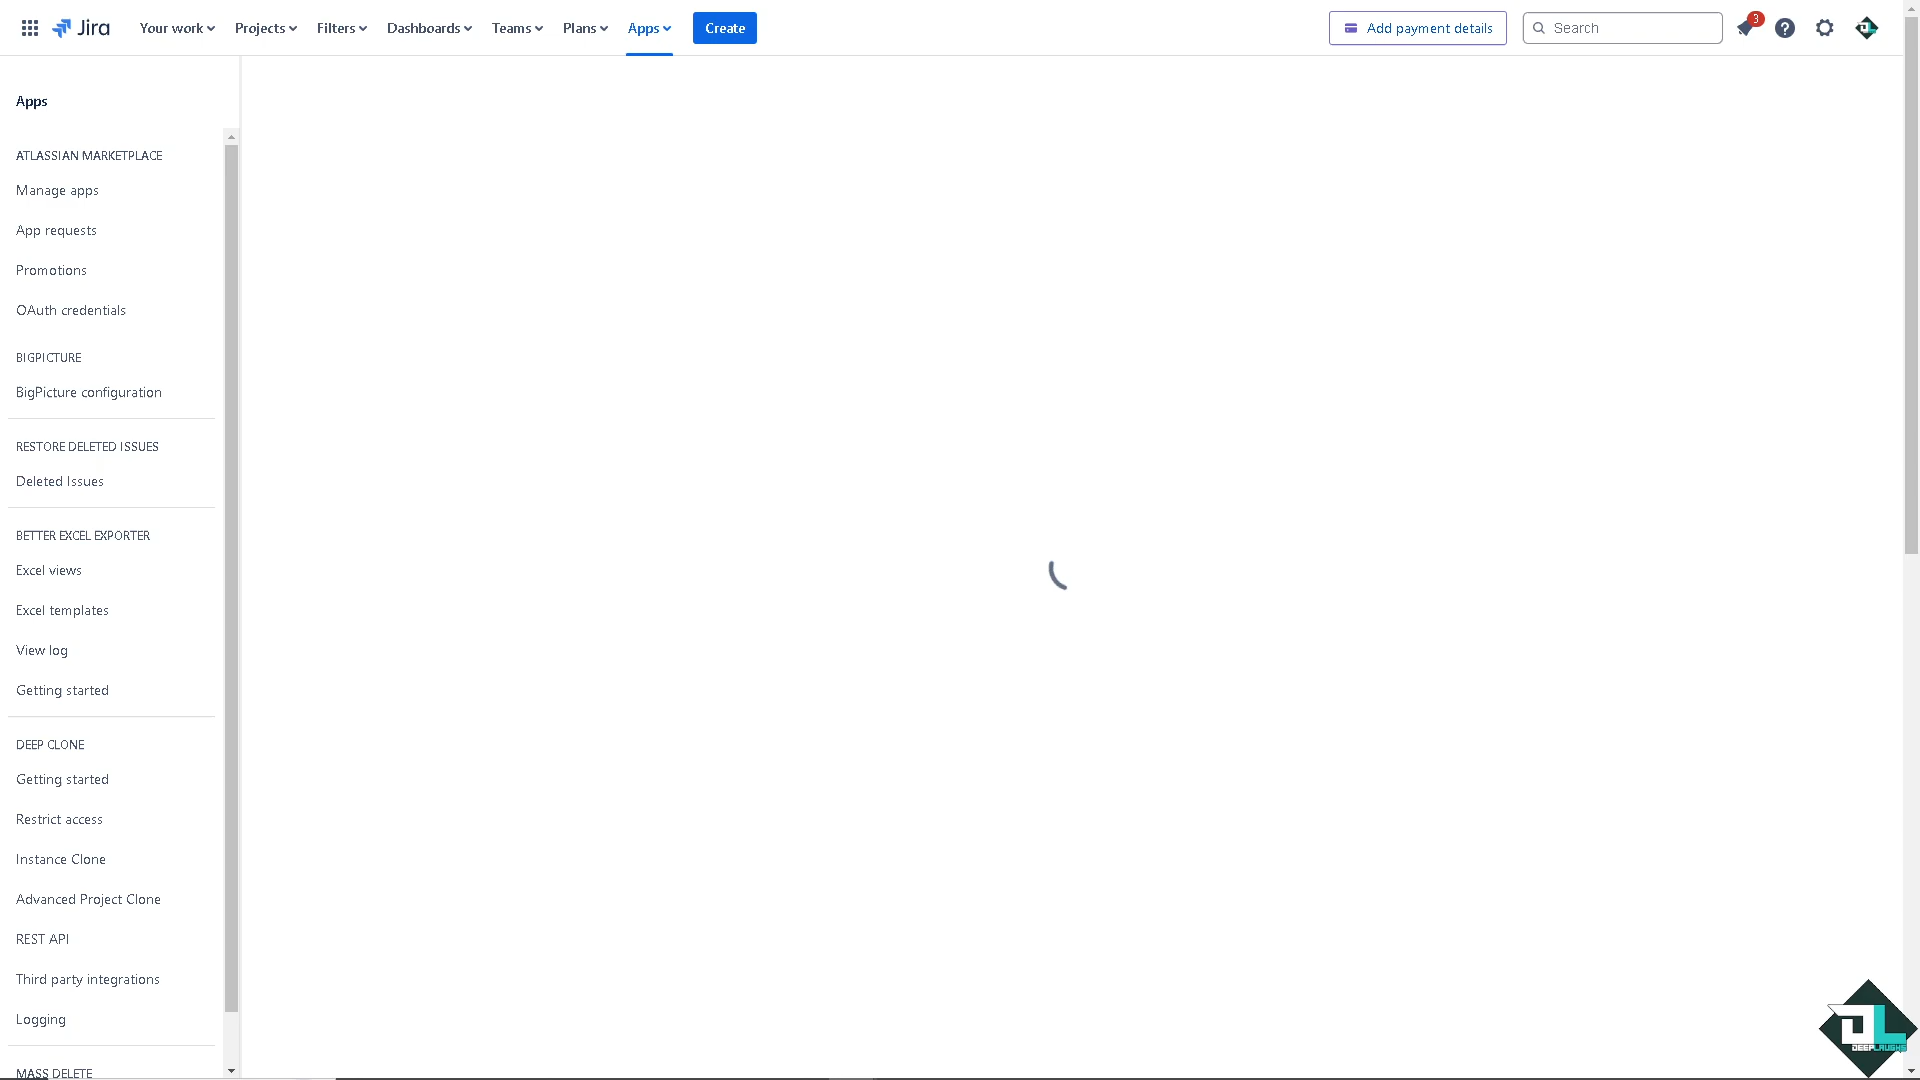 Jira
Your work
Projects
Filters
Dashboards
Teams
Plans
Apps
Create
Add payment details
Search
3
Apps
ATLASSIAN MARKETPLACE
Manage apps
App requests
Promotions
OAuth credentials
BIGPICTURE
BigPicture configuration
RESTORE DELETED ISSUES
Deleted Issues
BETTER EXCEL EXPORTER
Excel views
Excel templates
View log
Getting started
DEEP CLONE
Getting started
Restrict access
Instance Clone
Advanced Project Clone
REST API
Third party integrations
Logging
MASS DELETE
DL
DEEPLAUGHS